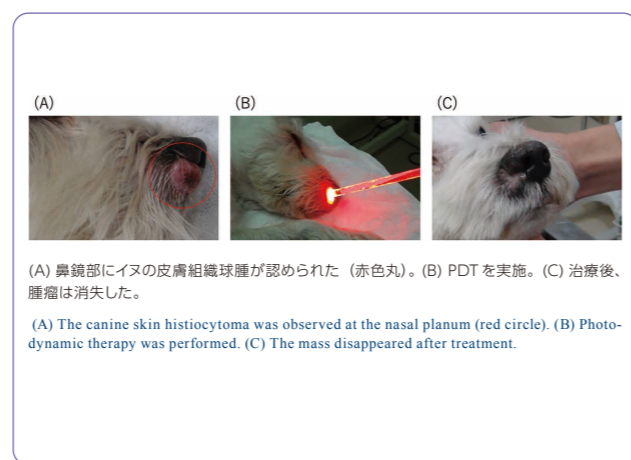 (A) (B) (C)
(A) 鼻鏡部にイヌの皮膚組織球腫が認められた（赤色丸）。(B) PDT を実施。(C) 治療後、
腫瘤は消失した。
(A) The canine skin histiocytoma was observed at the nasal planum (red circle). (B) Photo-
dynamic therapy was performed. (C) The mass disappeared after treatment.